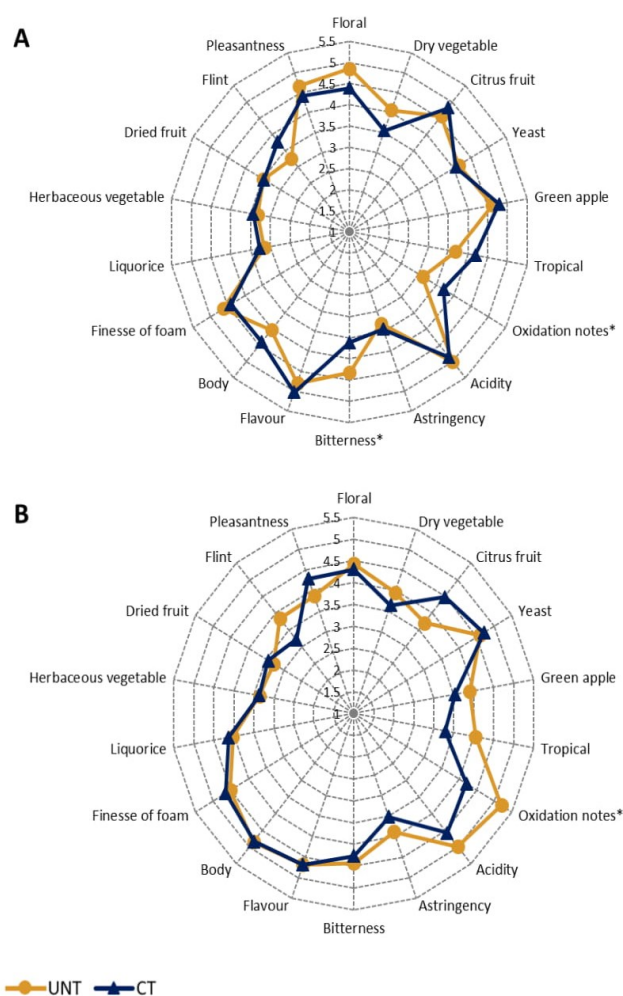 A
Floral
Pleasantness
Dry vegetable
Flint
Citrus fruit
Dried fruit
Yeast
Herbaceous vegetable
Green apple
Liquorice
Tropical
Finesse of foam
Oxidation notes*
Body
Acidity
Flavour
Astringency
Bitterness*
5.5
5
4.5
4
3.5
3
2.5
2
1.5
1
B
Floral
Pleasantness
Dry vegetable
Flint
Citrus fruit
Dried fruit
Yeast
Herbaceous vegetable
Green apple
Liquorice
Tropical
Finesse of foam
Oxidation notes*
Body
Acidity
Flavour
Astringency
Bitterness
5.5
5
4.5
4
3.5
3
2.5
2
1.5
1
UNT CT